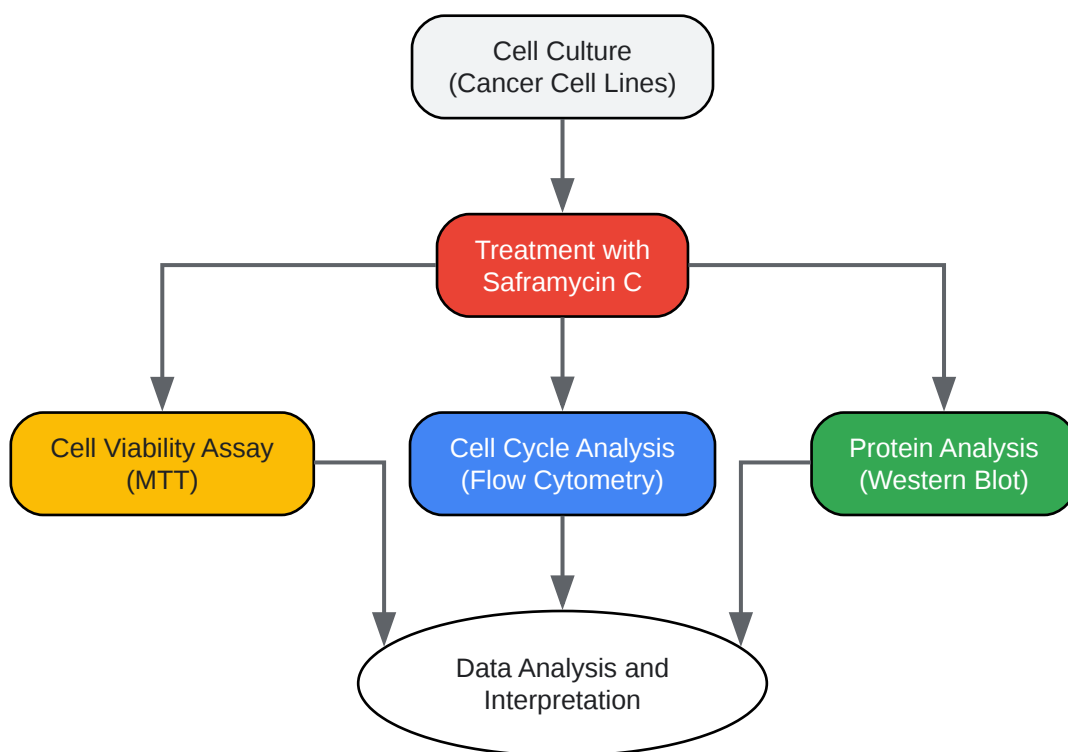 Cell Culture
(Cancer Cell Lines)
Treatment with
Saframycin C
Cell Viability Assay
(MTT)
Cell Cycle Analysis
(Flow Cytometry)
Protein Analysis
(Western Blot)
Data Analysis and
Interpretation